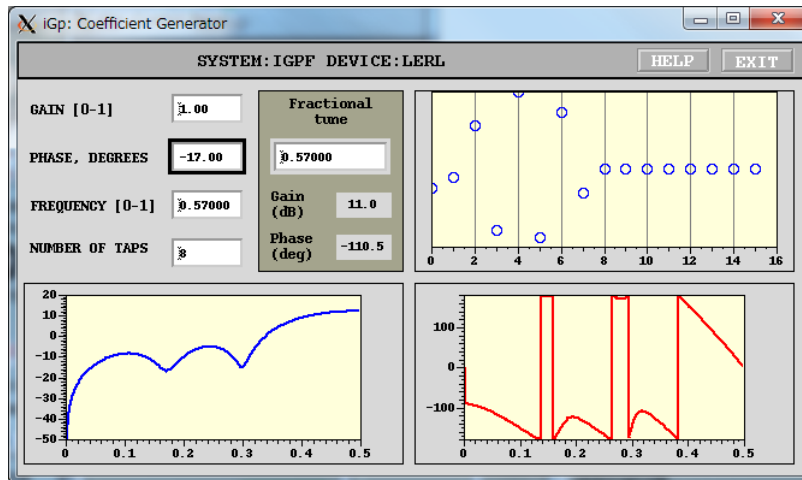 iGp: Coefficient Generator
SYSTEM:IGPF DEVICE:LERL
HELP
EXIT
GAIN [0-1]
1.00
PHASE, DEGREES
-17.00
FREQUENCY [0-1]
0.57000
NUMBER OF TAPS
8
Fractional
tune
0.57000
Gain
(dB)
11.0
Phase
(deg)
-110.5
0 2 4 6 8 10 12 14 16
20
10
0
-10
-20
-30
-40
-50
0 0.1 0.2 0.3 0.4 0.5
100
0
-100
0 0.1 0.2 0.3 0.4 0.5